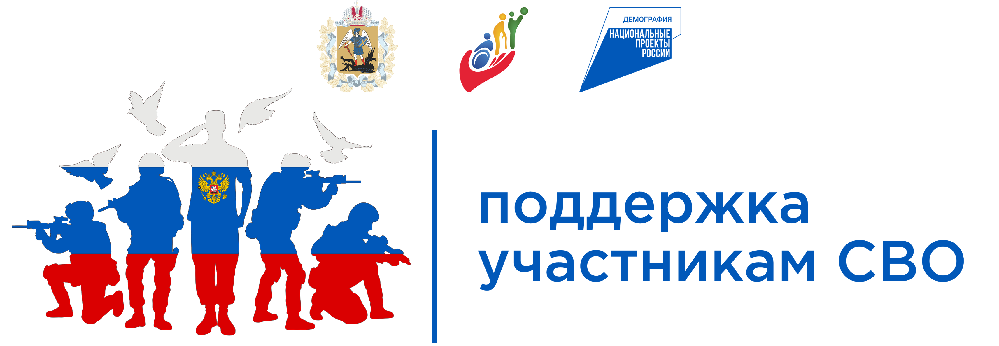 ДЕМОГРАФИЯ
НАЦИОНАЛЬНЫЕ
ПРОЕКТЫ
РОССИИ
поддержка
участникам СВО